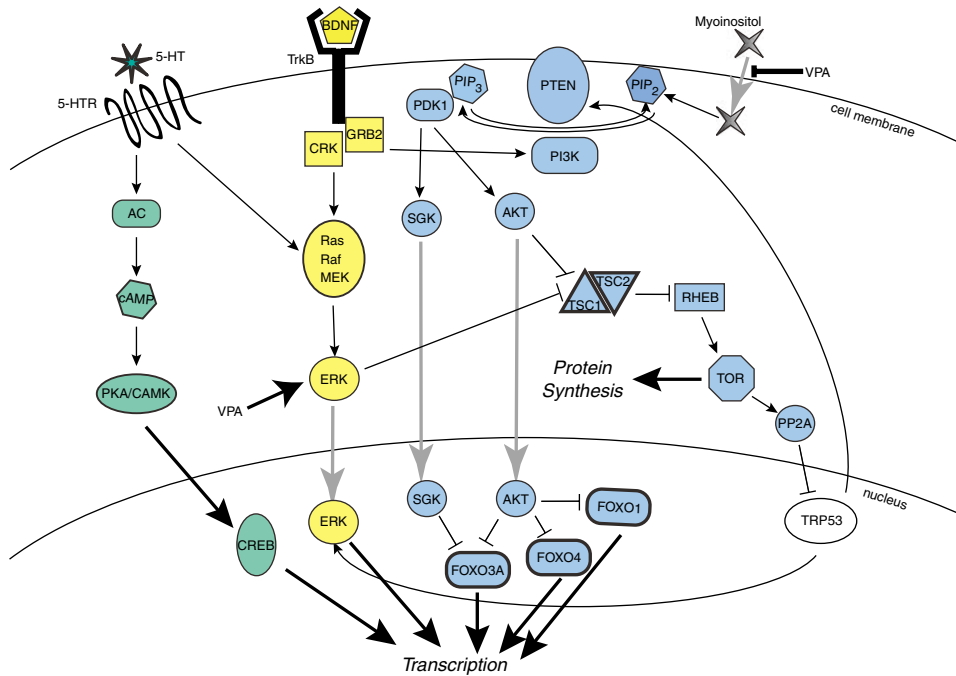 BDNF
Myoinositol
5-HT
TrkB
VPA
PIP3
PTEN
PIP2
5-HTR
PDK1
cell membrane
GRB2
CRK
PI3K
AC
SGK
AKT
Ras
Raf
MEK
TSC2
TSC1
RHEB
cAMP
Protein
Synthesis
TOR
ERK
PKA/CAMK
VPA
PP2A
nucleus
SGK
AKT
FOXO1
ERK
TRP53
CREB
FOXO4
FOXO3A
Transcription